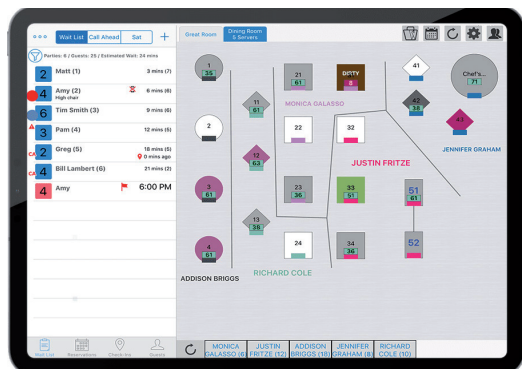 Wait List Call Ahead Sat +
Great Room
Dining Room
5 Servers
Parties: 6 / Guests: 25 / Estimated Wait: 24 mins
2 Matt (1) 3 mins (7)
4 Amy (2) 6 mins (6)
High chair
6 Tim Smith (3) 9 mins (6)
3 Pam (4) 12 mins (5)
CA 2 Greg (5) 18 mins (5)
0 mins ago
CA 4 Bill Lambert (6) 21 mins (2)
4 Amy 6:00 PM
1
35
21
61
DIRTY
8
41
Chef's...
71
11
61
MONICA GALASSO
42
38
2
22
32
43
JENNIFER GRAHAM
12
63
JUSTIN FRITZE
3
61
23
36
33
51
51
61
13
38
4
61
24
34
36
52
RICHARD COLE
ADDISON BRIGGS
Wait List Reservations Check Ins Guests
MONICA
GALASSO (6)
JUSTIN
FRITZE (12)
ADDISON
BRIGGS (18)
JENNIFER
GRAHAM (8)
RICHARD
COLE (10)